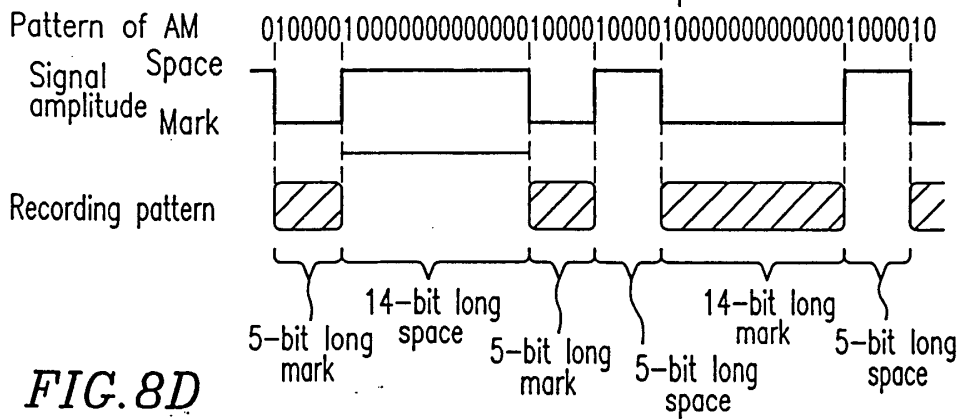 Pattern of AM 010000100000000000001000010000100000000000001000010
Signal amplitude
Space
Mark
Recording pattern
5-bit long mark
14-bit long space
5-bit long mark
5-bit long space
14-bit long mark
5-bit long space
FIG.8D